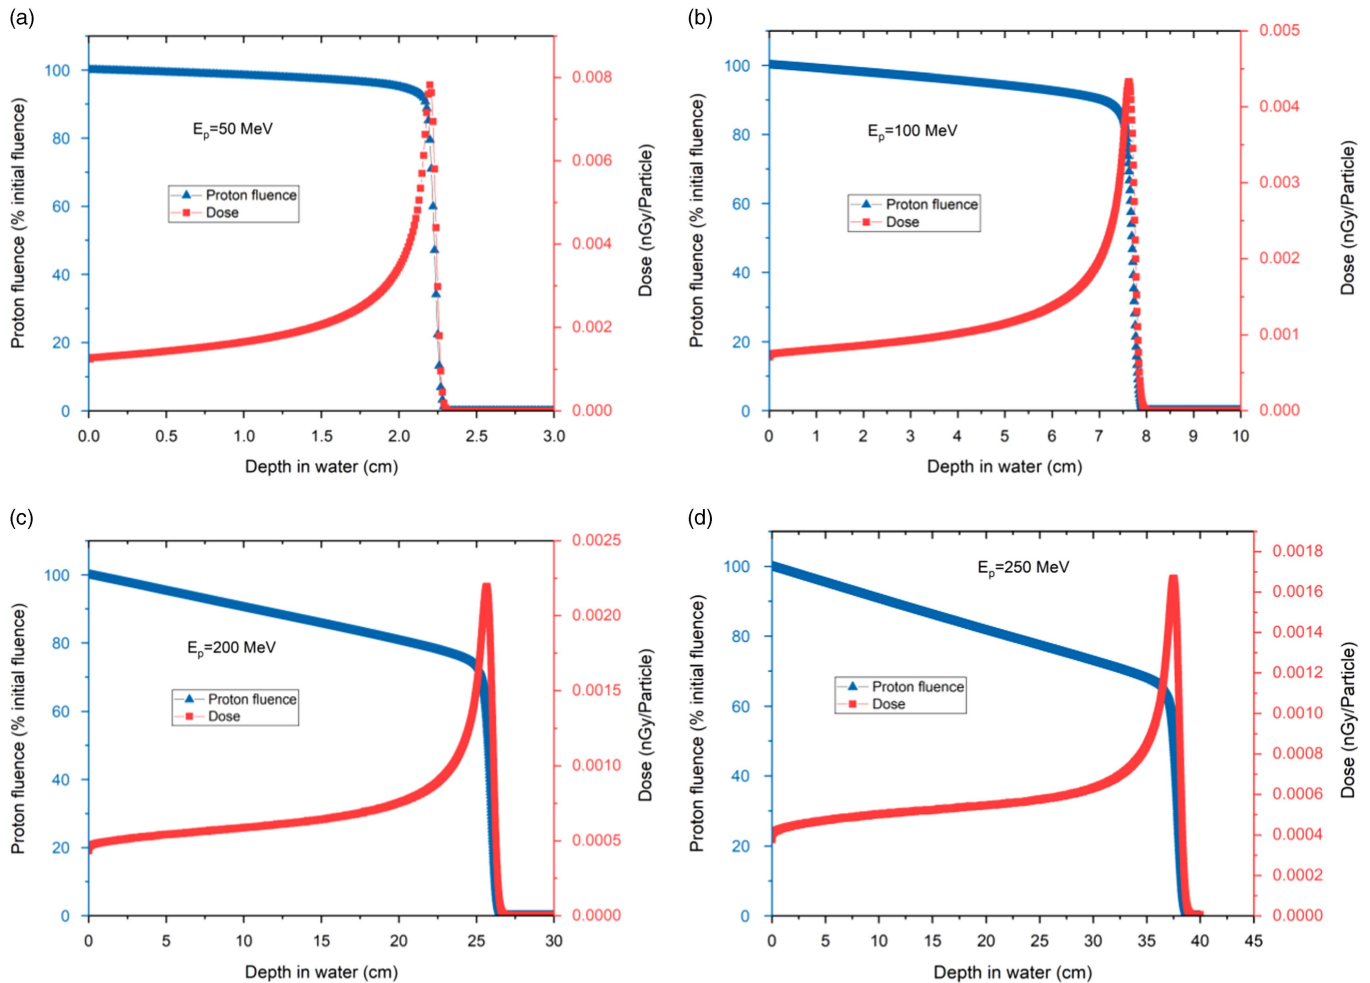 (a)
Proton fluence (% initial fluence)
100
80
60
40
20
0
E_p=50 MeV
Proton fluence
Dose
0.008
0.006
0.004
0.002
0.000
Dose (nGy/Particle)
0.0 0.5 1.0 1.5 2.0 2.5 3.0
Depth in water (cm)
(b)
Proton fluence (% initial fluence)
100
80
60
40
20
0
E_p=100 MeV
Proton fluence
Dose
0.005
0.004
0.003
0.002
0.001
0.000
Dose (nGy/Particle)
0 1 2 3 4 5 6 7 8 9 10
Depth in water (cm)
(c)
Proton fluence (% initial fluence)
100
80
60
40
20
0
E_p=200 MeV
Proton fluence
Dose
0.0025
0.0020
0.0015
0.0010
0.0005
0.0000
Dose (nGy/Particle)
0 5 10 15 20 25 30
Depth in water (cm)
(d)
Proton fluence (% initial fluence)
100
80
60
40
20
0
E_p=250 MeV
Proton fluence
Dose
0.0018
0.0016
0.0014
0.0012
0.0010
0.0008
0.0006
0.0004
0.0002
0.0000
Dose (nGy/Particle)
0 5 10 15 20 25 30 35 40 45
Depth in water (cm)